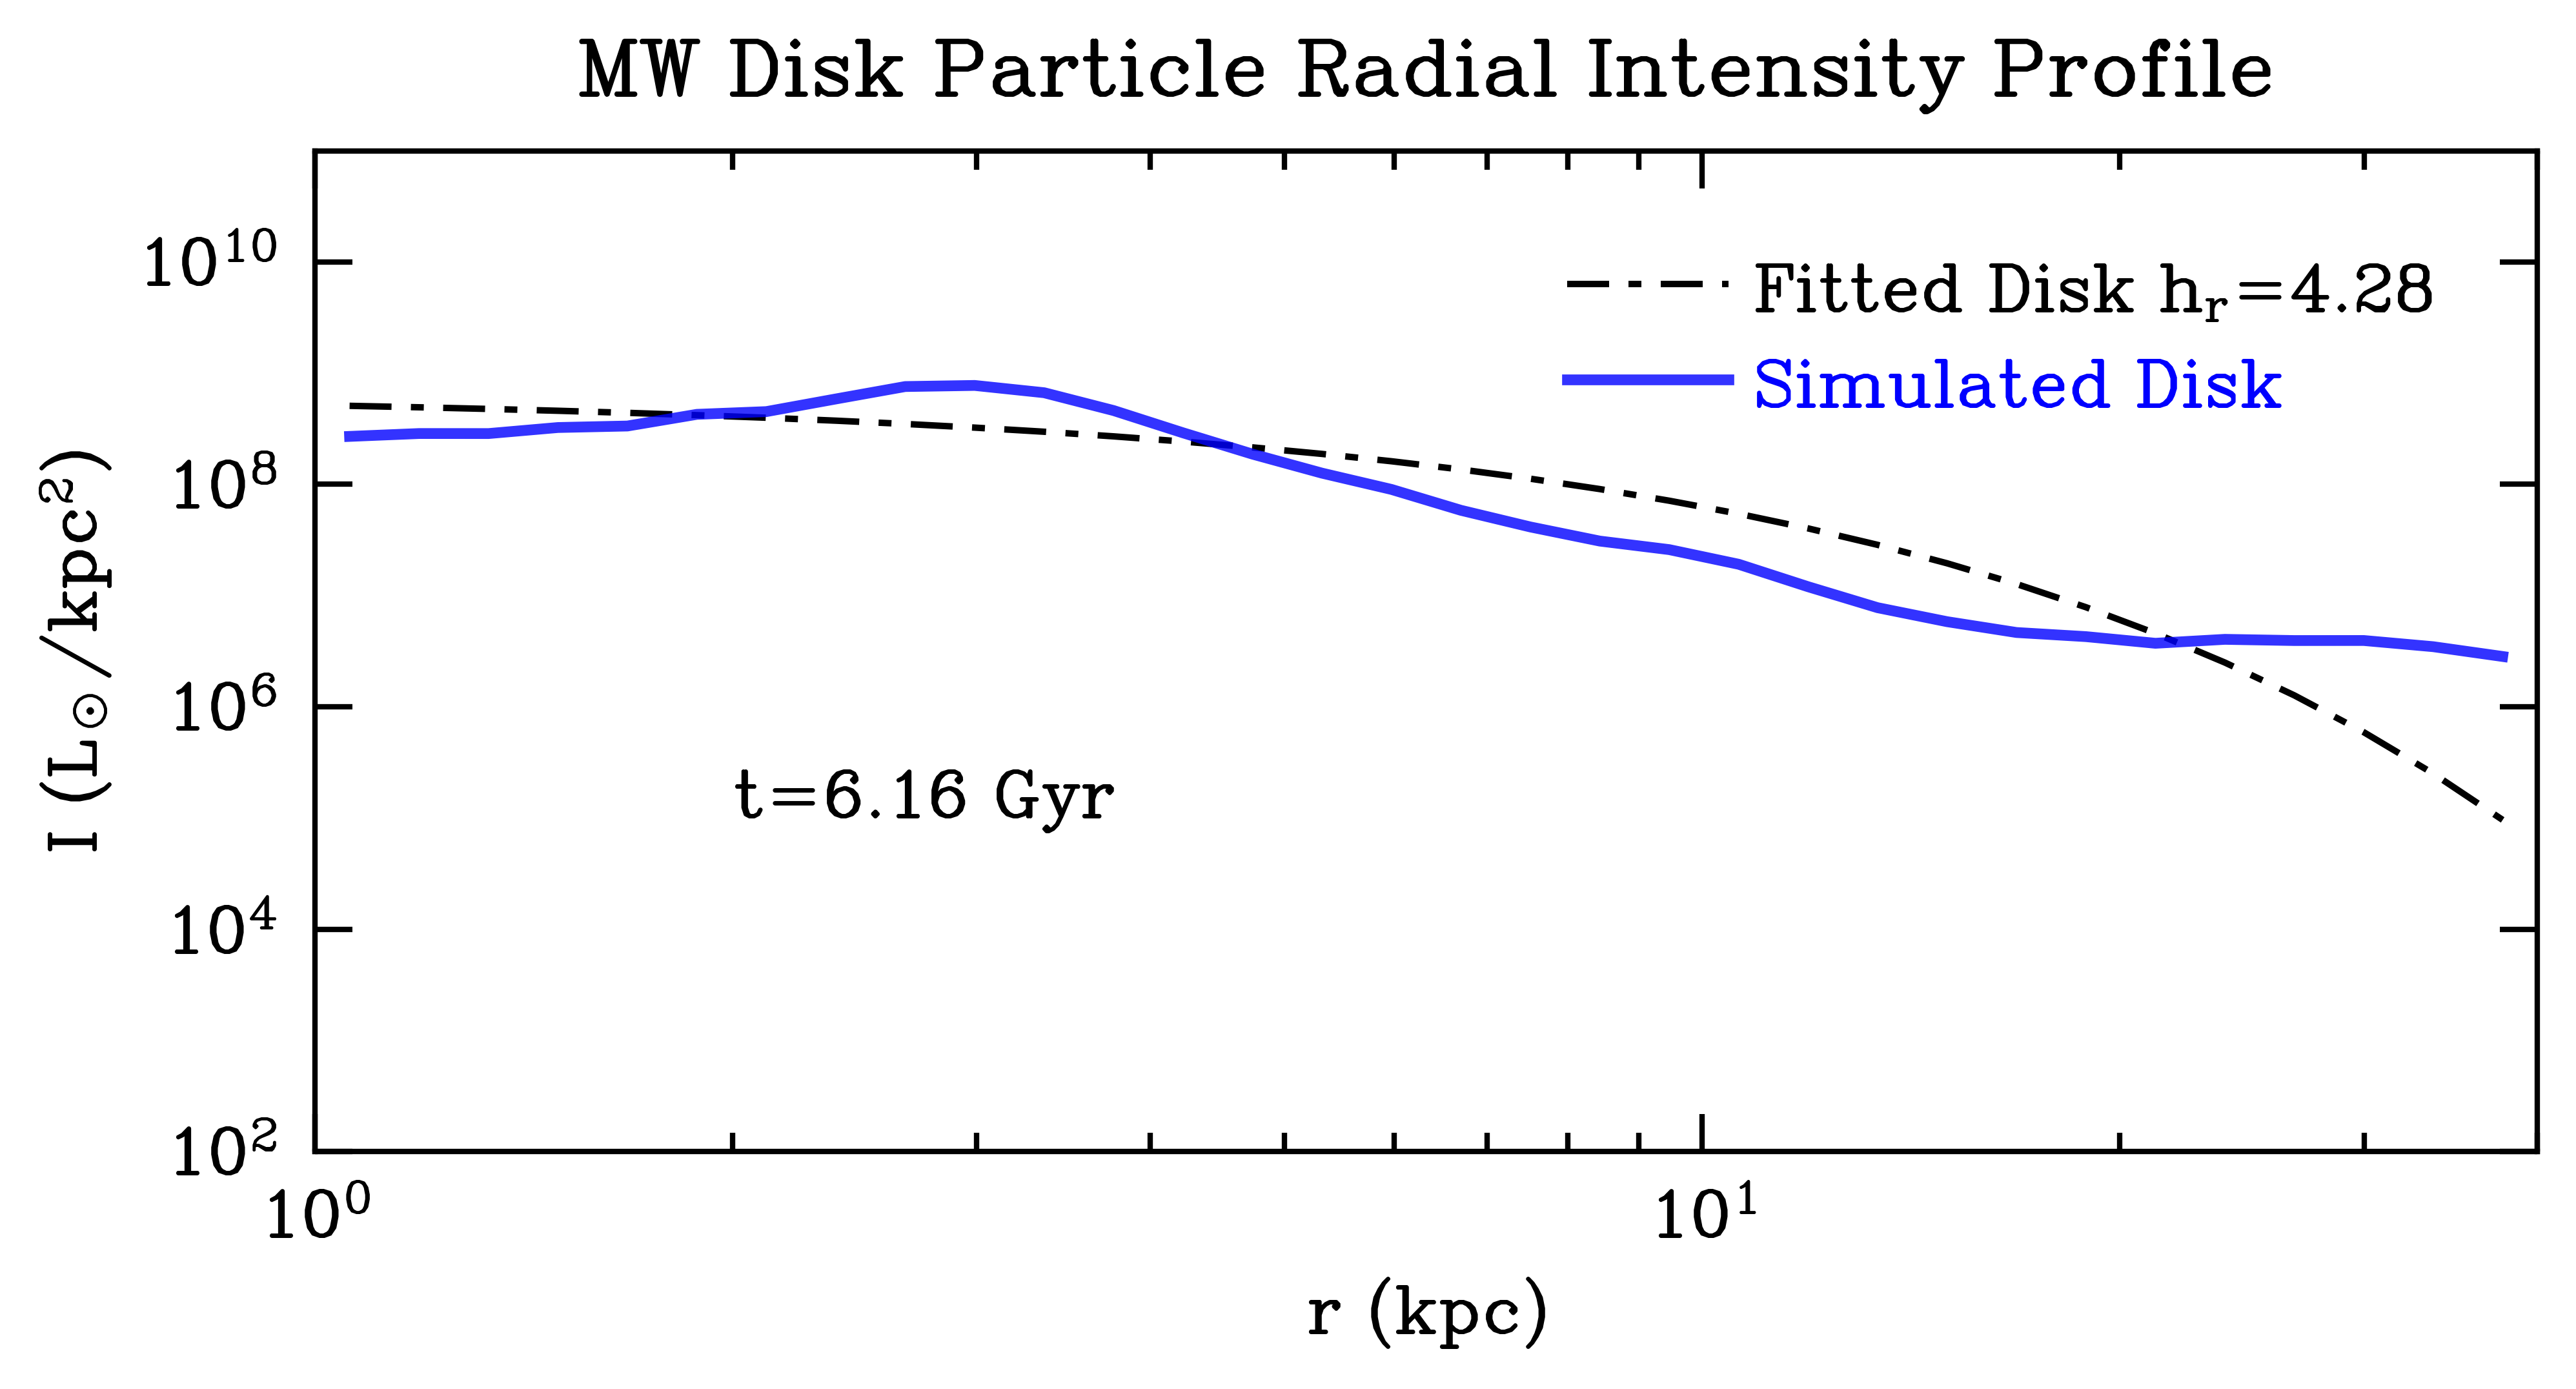 MW Disk Particle Radial Intensity Profile
I (L⊙/kpc²)
10¹⁰
10⁸
10⁶
10⁴
10²
Fitted Disk hᵣ=4.28
Simulated Disk
t=6.16 Gyr
10⁰
10¹
r (kpc)